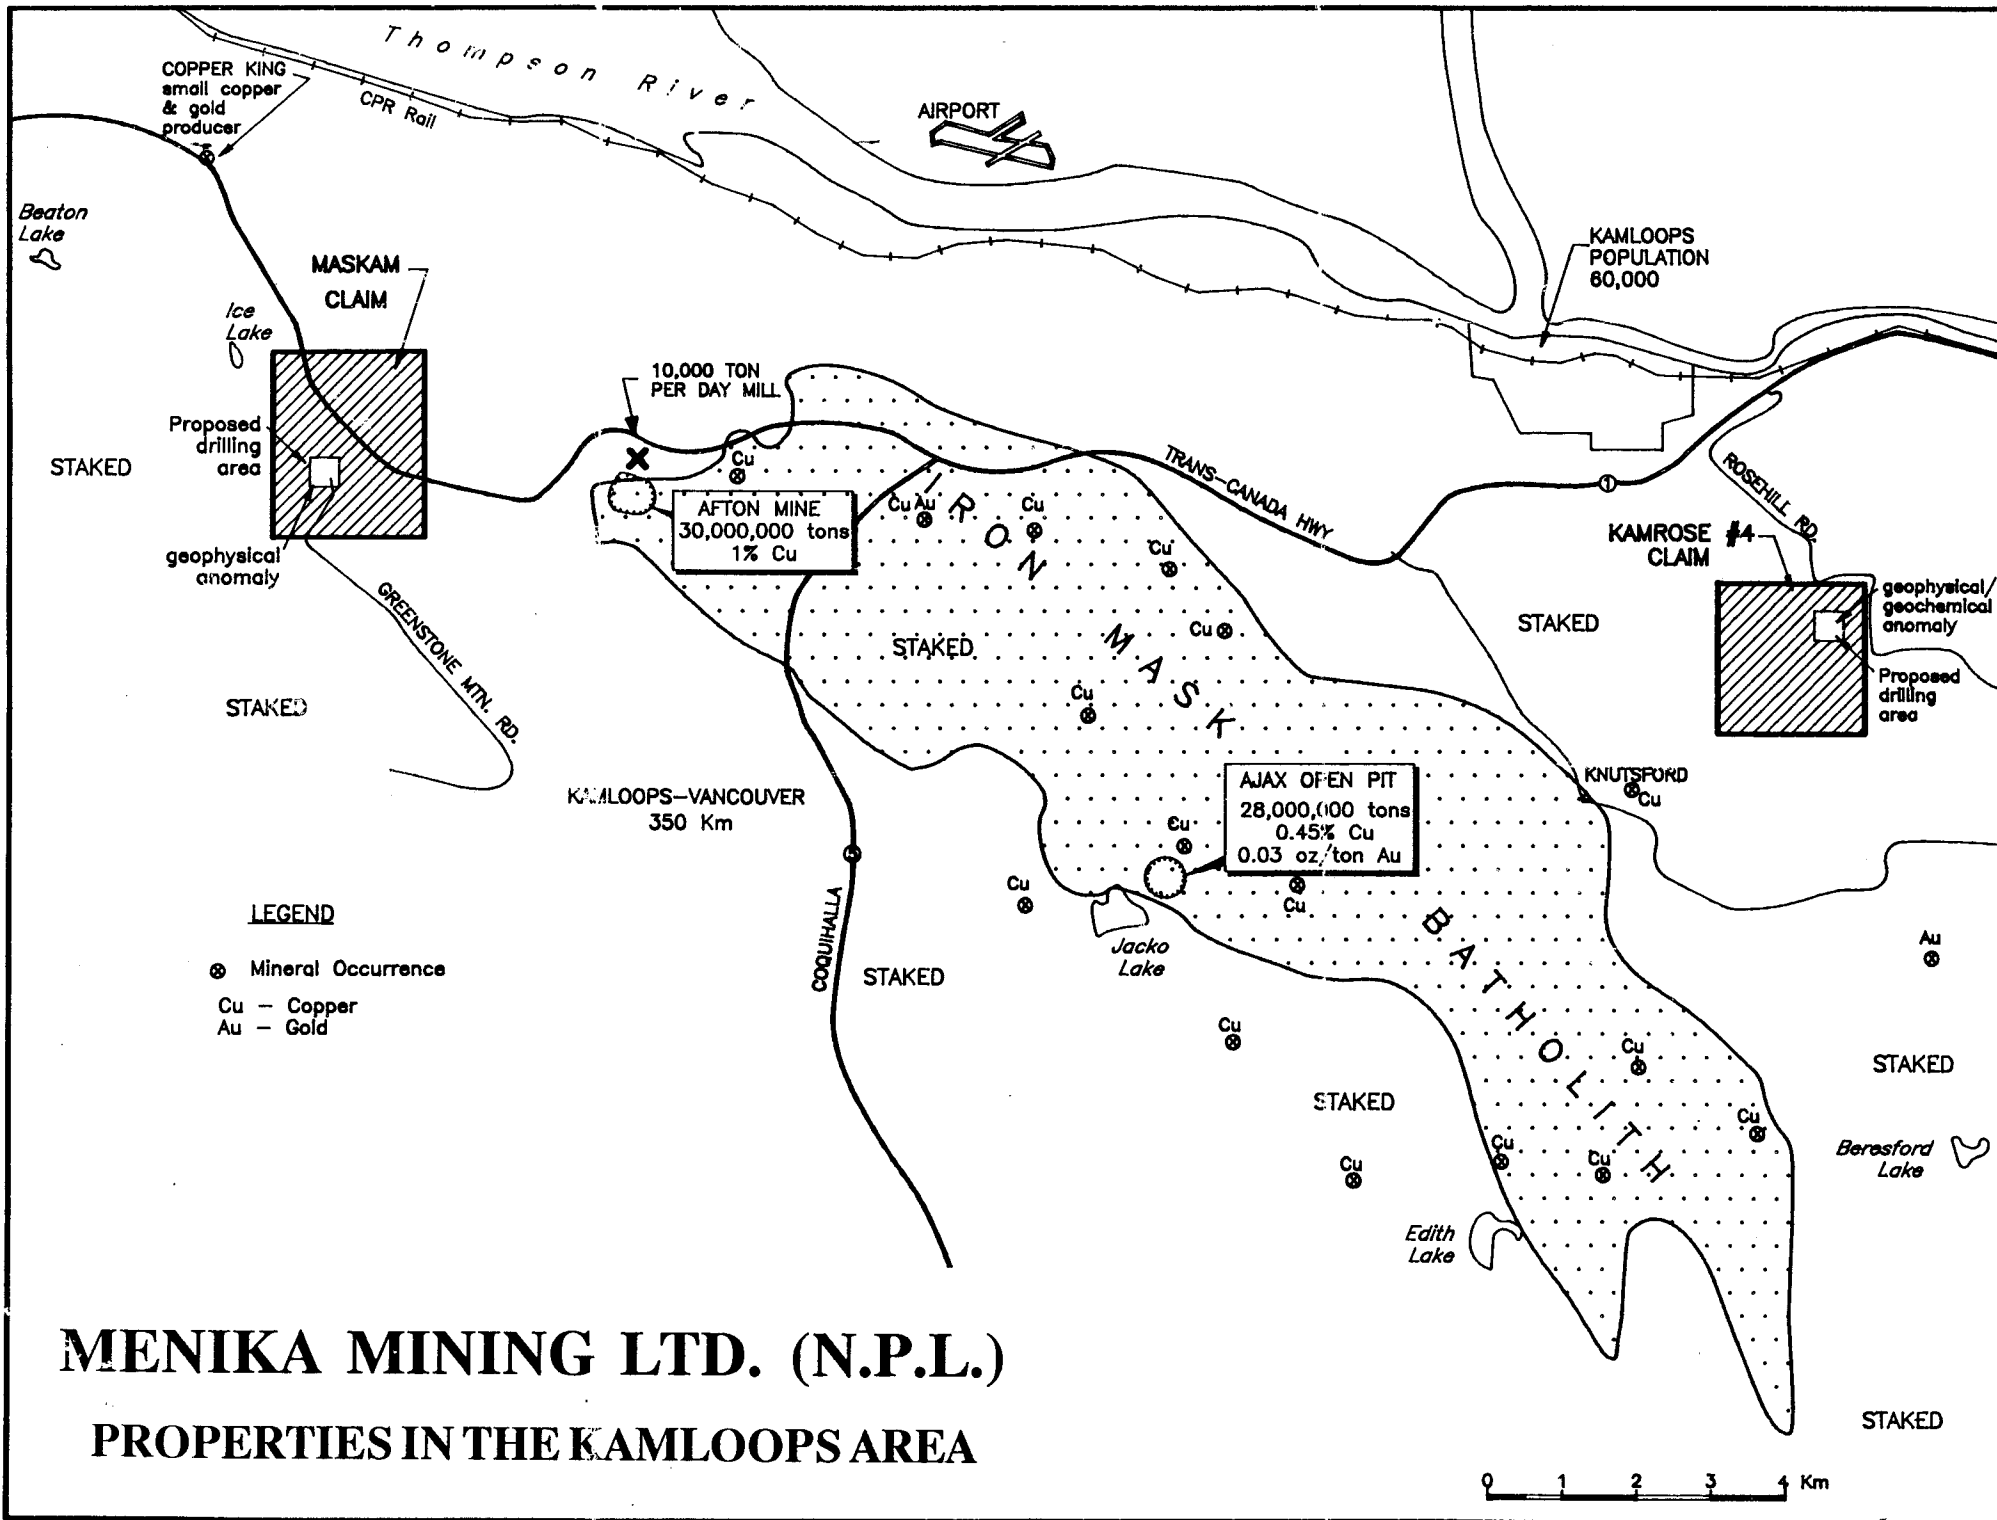 Thompson River
COPPER KING
small copper
& gold
producer
CPR Rail
AIRPORT
Beaton
Lake
MASKAM
CLAIM
KAMLOOPS
POPULATION
60,000
Ice
Lake
10,000 TON
PER DAY MILL
Proposed
drilling
area
STAKED
Cu
TRANS-CANADA HWY
1
ROSEHILL RD.
AFTON MINE
30,000,000 tons
1% Cu
Cu Au
Cu
Cu
KAMROSE #4
CLAIM
geophysical
anomaly
GREENSTONE MTN. RD.
IRON MASK BATHOLITH
STAKED
Cu
STAKED
geophysical/
geochemical
anomaly
Proposed
drilling
area
STAKED
Cu
KAMLOOPS-VANCOUVER
350 Km
AJAX OPEN PIT
28,000,000 tons
0.45% Cu
0.03 oz/ton Au
KNUTSFORD
Cu
Cu
5
Cu
Cu
COQUIHALLA
LEGEND
Mineral Occurrence
Cu - Copper
Au - Gold
STAKED
Jacko
Lake
Au
Cu
Cu
STAKED
STAKED
Cu
Cu
Cu
Cu
Beresford
Lake
Edith
Lake
MENIKA MINING LTD. (N.P.L.)
PROPERTIES IN THE KAMLOOPS AREA
STAKED
0 1 2 3 4 Km